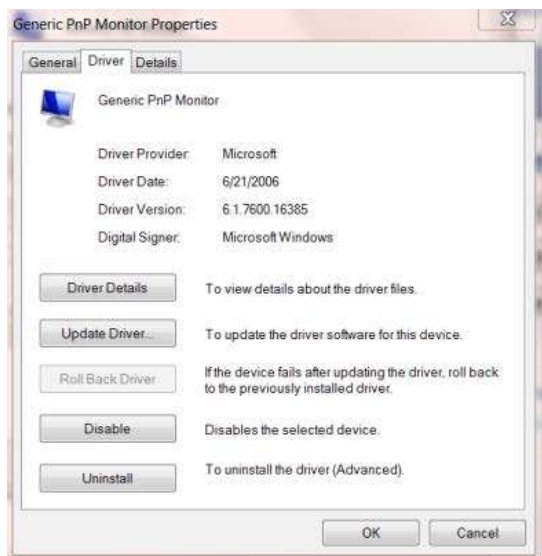 Generic PnP Monitor Properties
General Driver Details
Generic PnP Monitor
Driver Provider: Microsoft
Driver Date: 6/21/2006
Driver Version: 6.1.7600.16385
Digital Signer: Microsoft Windows
Driver Details To view details about the driver files.
Update Driver... To update the driver software for this device.
Roll Back Driver If the device fails after updating the driver, roll back
to the previously installed driver.
Disable Disables the selected device.
Uninstall To uninstall the driver (Advanced).
OK Cancel